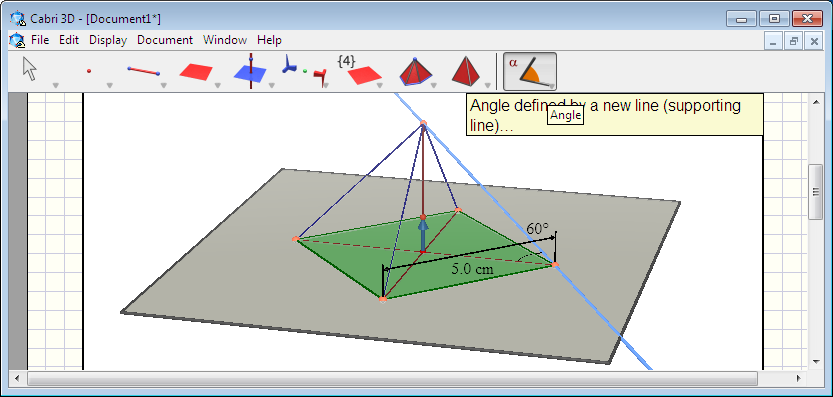 Cabri 3D - [Document1*]
File Edit Display Document Window Help
{4}
α
Angle defined by a new line (supporting
line)...
Angle
60°
5.0 cm